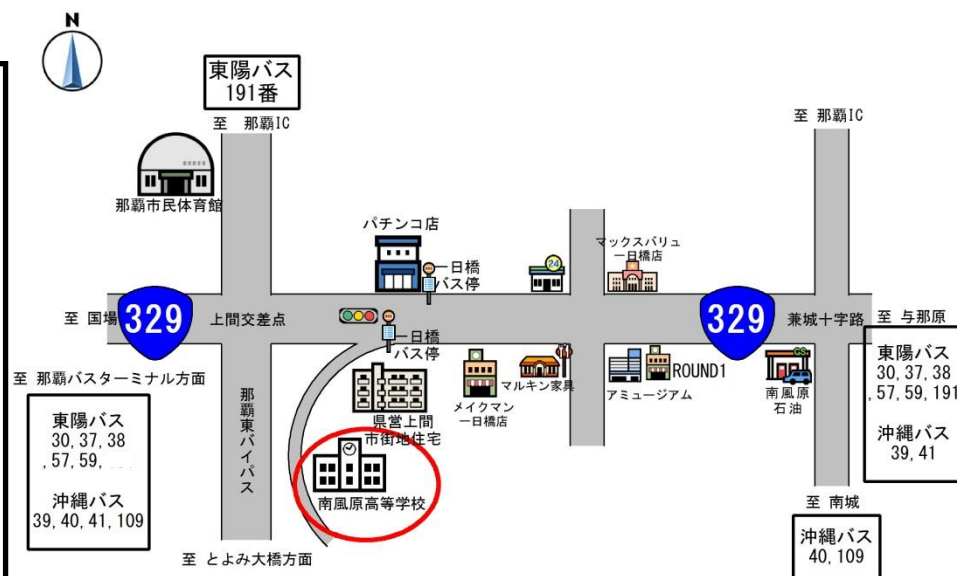 N
東陽バス
191番
至 那覇IC
至 那覇IC
那覇市民体育館
パチンコ店
一日橋
バス停
24
マックスバリュ
一日橋店
至 国場
329
上間交差点
329
兼城十字路
至 与那原
一日橋
バス停
至 那覇バスターミナル方面
東陽バス
30, 37, 38
, 57, 59,
沖縄バス
39, 40, 41, 109
那覇東バイパス
県営上間
市街地住宅
メイクマン
一日橋店
マルキン家具
アミュージアム
ROUND1
GS
南風原
石油
東陽バス
30, 37, 38
, 57, 59, 191
沖縄バス
39, 41
南風原高等学校
至 とよみ大橋方面
至 南城
沖縄バス
40, 109